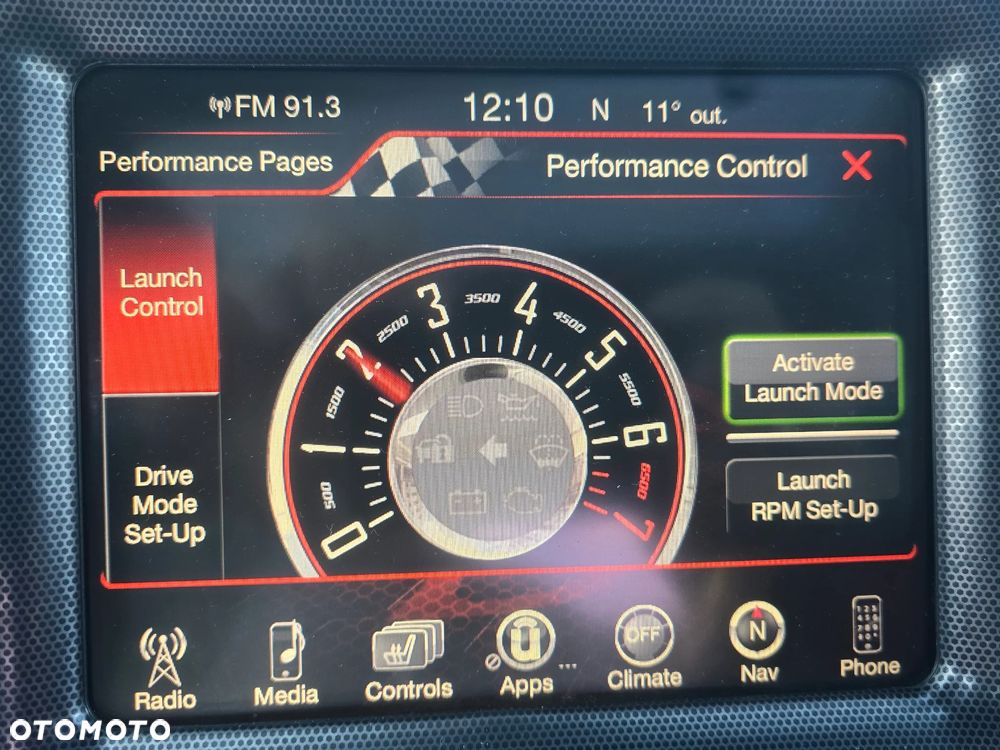 FM 91.3
12:10
N
11° out.
Performance Pages
Performance Control
Launch
Control
Drive
Mode
Set-Up
0
500
1
1500
2
2500
3
3500
4
4500
5
5500
6
6500
7
Activate
Launch Mode
Launch
RPM Set-Up
Radio
Media
Controls
Apps
...
OFF
Climate
N
Nav
Phone
OTOMOTO